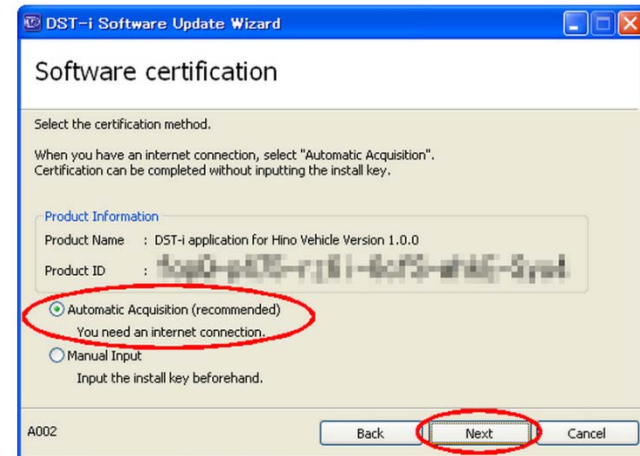 DST-i Software Update Wizard
Software certification
Select the certification method.
When you have an internet connection, select "Automatic Acquisition".
Certification can be completed without inputting the install key.
Product Information
Product Name : DST-i application for Hino Vehicle Version 1.0.0
Product ID :
Automatic Acquisition (recommended)
You need an internet connection.
Manual Input
Input the install key beforehand.
A002 Back Next Cancel